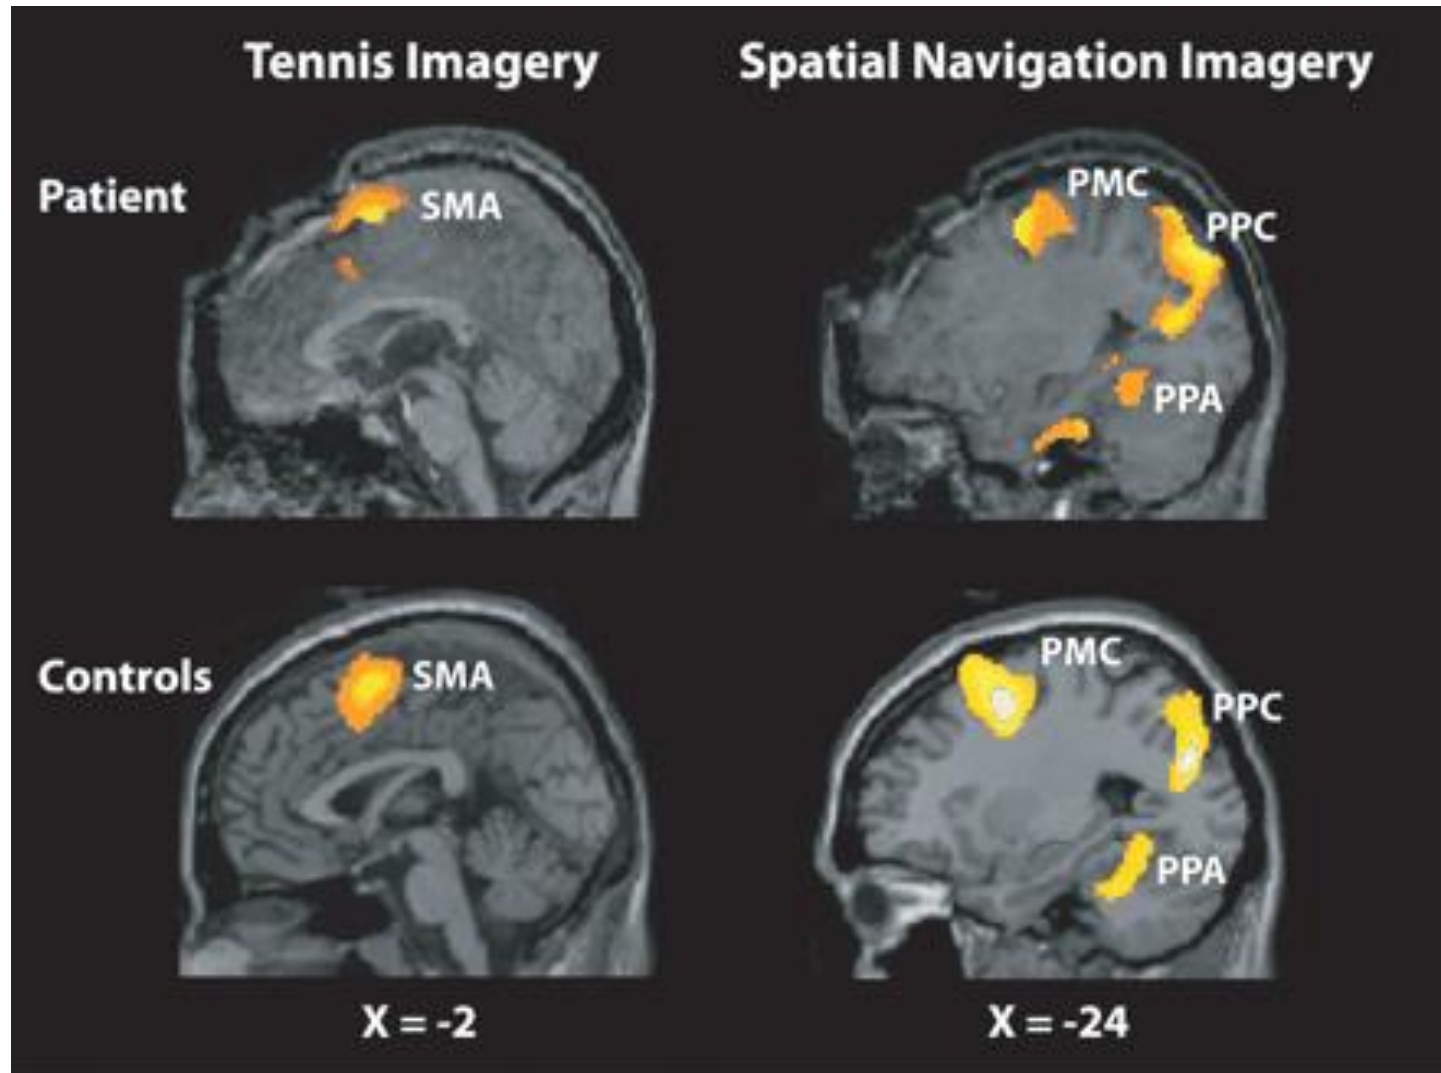 Tennis Imagery
Spatial Navigation Imagery
Patient
SMA
PMC
PPC
PPA
Controls
SMA
PMC
PPC
PPA
X = -2
X = -24